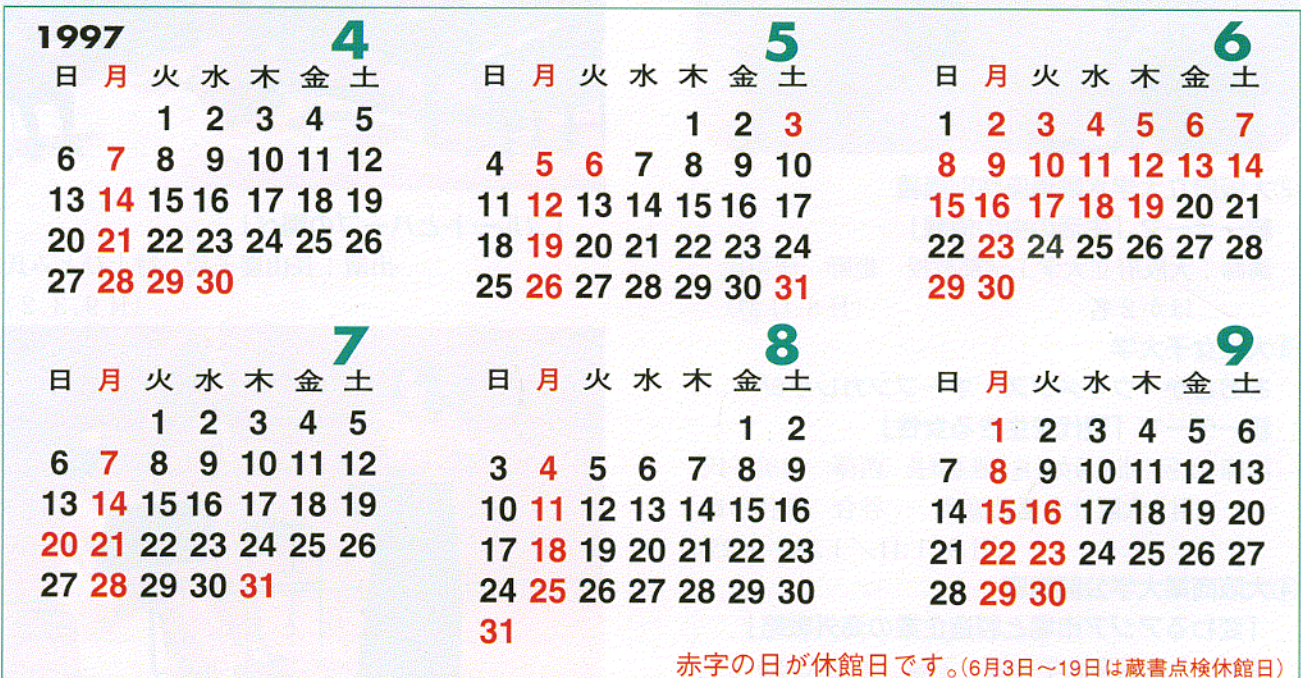 1997 4
日 月 火 水 木 金 土
1 2 3 4 5
6 7 8 9 10 11 12
13 14 15 16 17 18 19
20 21 22 23 24 25 26
27 28 29 30
5
日 月 火 水 木 金 土
1 2 3
4 5 6 7 8 9 10
11 12 13 14 15 16 17
18 19 20 21 22 23 24
25 26 27 28 29 30 31
6
日 月 火 水 木 金 土
1 2 3 4 5 6 7
8 9 10 11 12 13 14
15 16 17 18 19 20 21
22 23 24 25 26 27 28
29 30
7
日 月 火 水 木 金 土
1 2 3 4 5
6 7 8 9 10 11 12
13 14 15 16 17 18 19
20 21 22 23 24 25 26
27 28 29 30 31
8
日 月 火 水 木 金 土
1 2
3 4 5 6 7 8 9
10 11 12 13 14 15 16
17 18 19 20 21 22 23
24 25 26 27 28 29 30
31
9
日 月 火 水 木 金 土
1 2 3 4 5 6
7 8 9 10 11 12 13
14 15 16 17 18 19 20
21 22 23 24 25 26 27
28 29 30
赤字の日が休館日です。(6月3日～19日は蔵書点検休館日)